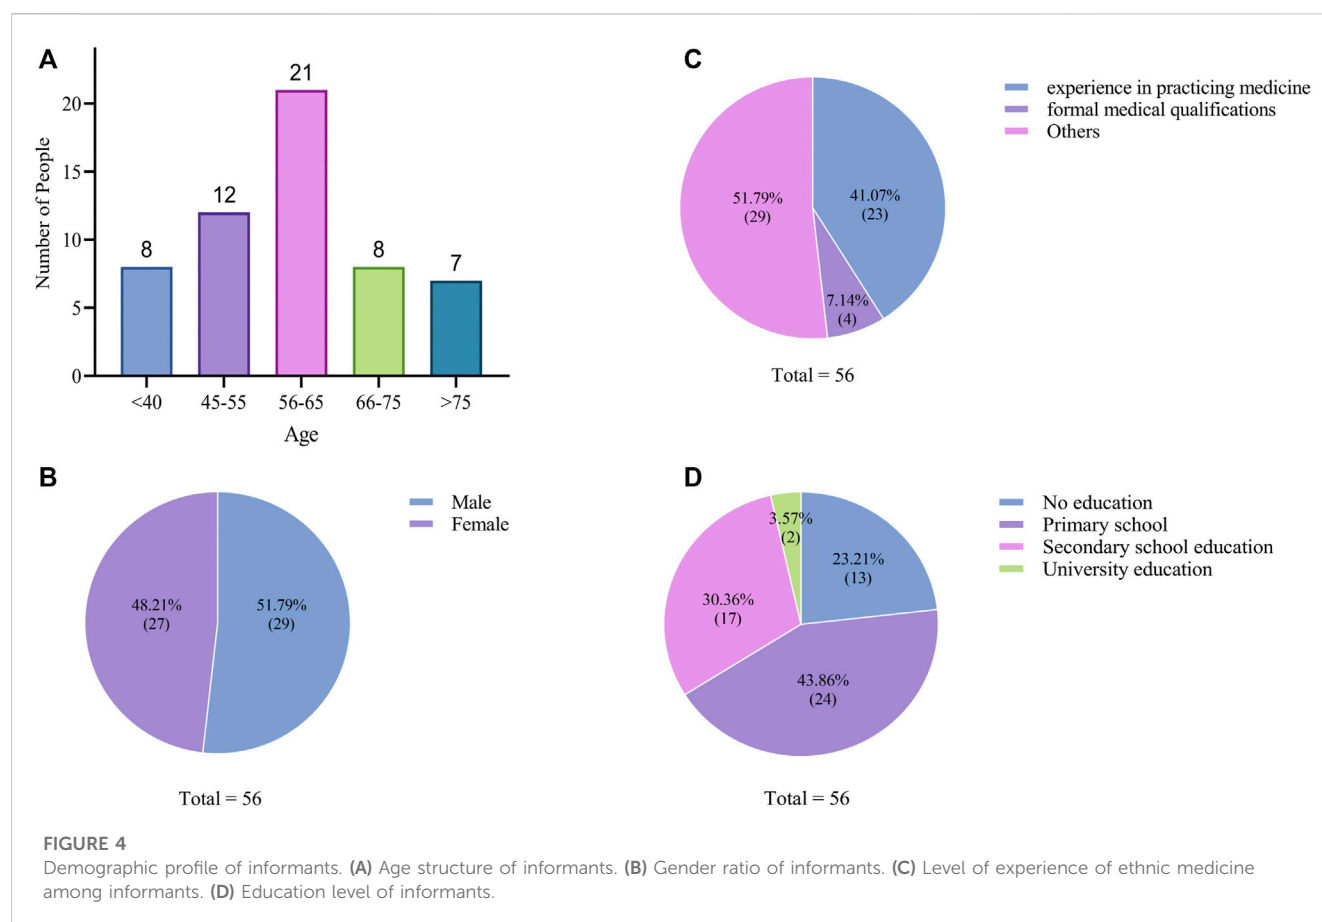 A
Number of People
20
15
10
5
0
8
12
21
8
7
<40
45-55
56-65
66-75
>75
Age
B
48.21%
(27)
51.79%
(29)
Male
Female
Total = 56
C
51.79%
(29)
41.07%
(23)
7.14%
(4)
experience in practicing medicine
formal medical qualifications
Others
Total = 56
D
3.57%
(2)
23.21%
(13)
30.36%
(17)
43.86%
(24)
No education
Primary school
Secondary school education
University education
Total = 56
FIGURE 4
Demographic profile of informants. (A) Age structure of informants. (B) Gender ratio of informants. (C) Level of experience of ethnic medicine
among informants. (D) Education level of informants.